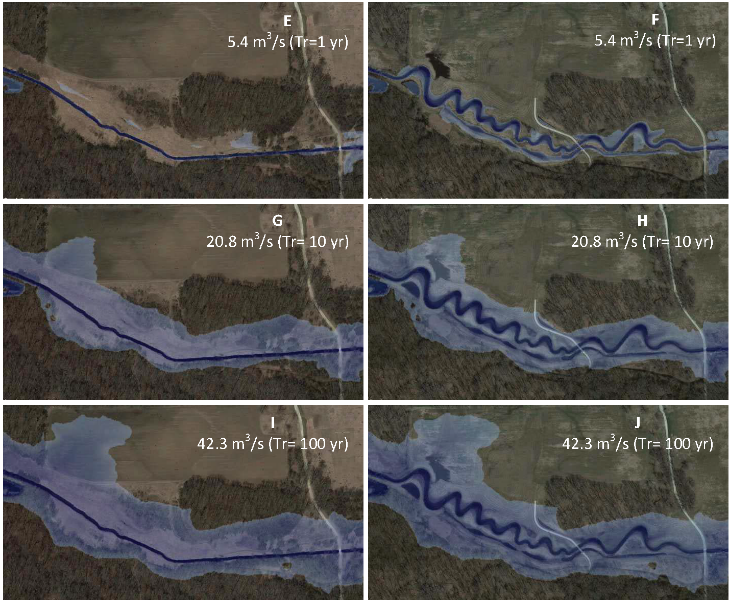 E
5.4 m³/s (Tr=1 yr)
F
5.4 m³/s (Tr=1 yr)
G
20.8 m³/s (Tr= 10 yr)
H
20.8 m³/s (Tr= 10 yr)
I
42.3 m³/s (Tr= 100 yr)
J
42.3 m³/s (Tr= 100 yr)